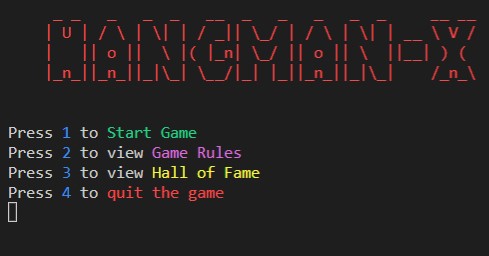 HANGMAN-X
Press 1 to Start Game
Press 2 to view Game Rules
Press 3 to view Hall of Fame
Press 4 to quit the game